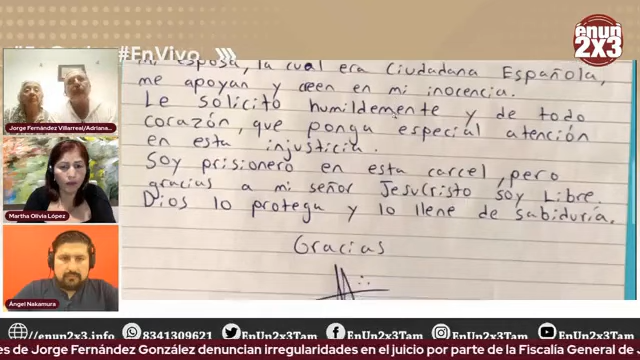 #EnVivo
énun
2X3
mi esposa, la cual era Ciudadana Española,
me apoyan y creen en mi inocencia.
Le solicito humildemente y de todo
corazón, que ponga especial atención
en esta injusticia.
Soy prisionero en esta carcel, pero
gracias a mi señor Jesucristo soy Libre.
Dios lo protega y lo llene de sabiduría.
Gracias
Jorge Fernández Villarreal/Adriana...
Martha Olivia López
Ángel Nakamura
//enun2x3.info
8341309621
EnUn2x3Tam
EnUn2x3Tam
EnUn2x3Tam
es de Jorge Fernández González denuncian irregularidades en el juicio por parte de la Fiscalía General de